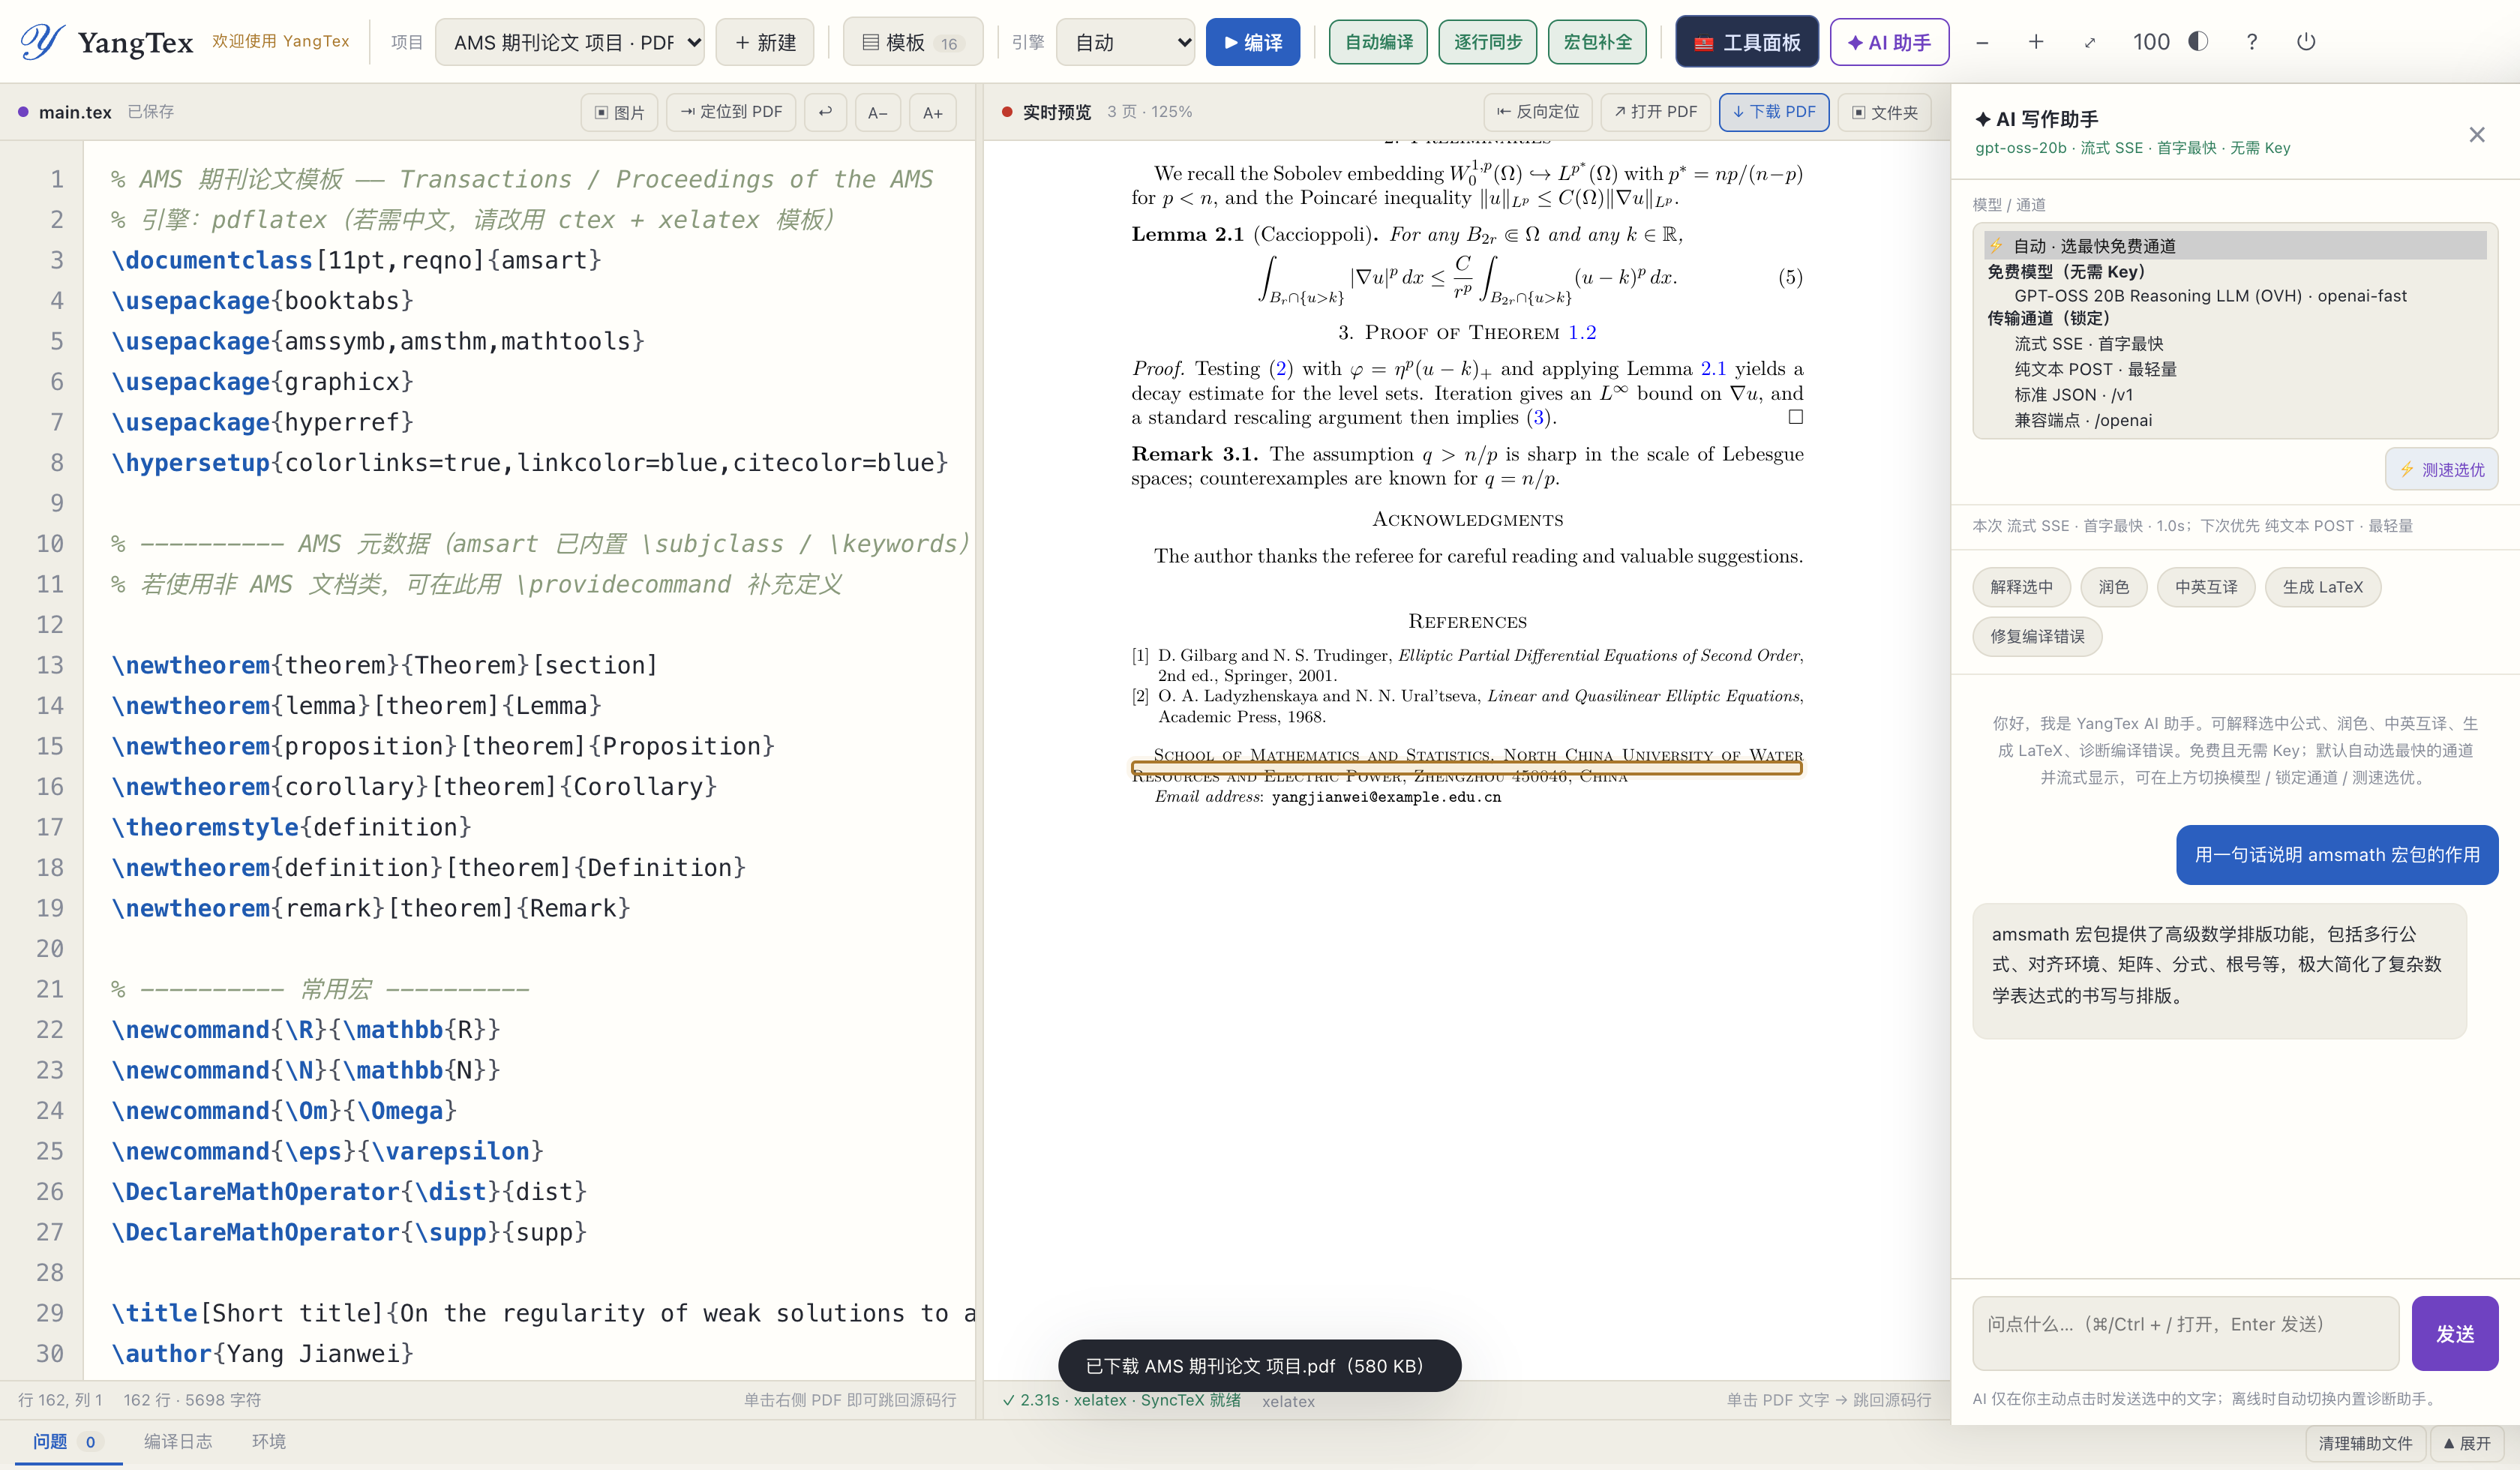 YangTex 欢迎使用 YangTex 项目 AMS 期刊论文 项目 · PDF + 新建 模板 16 引擎 自动 ▶ 编译 自动编译 逐行同步 宏包补全 工具面板 ✦ AI 助手 − + ⤢ 100 ?
main.tex 已保存 图片 ⇥ 定位到 PDF ↩ A− A+
1 % AMS 期刊论文模板 —— Transactions / Proceedings of the AMS
2 % 引擎：pdflatex（若需中文，请改用 ctex + xelatex 模板）
3 \documentclass[11pt,reqno]{amsart}
4 \usepackage{booktabs}
5 \usepackage{amssymb,amsthm,mathtools}
6 \usepackage{graphicx}
7 \usepackage{hyperref}
8 \hypersetup{colorlinks=true,linkcolor=blue,citecolor=blue}
9
10 % ---------- AMS 元数据（amsart 已内置 \subjclass / \keywords）
11 % 若使用非 AMS 文档类，可在此用 \providecommand 补充定义
12
13 \newtheorem{theorem}{Theorem}[section]
14 \newtheorem{lemma}[theorem]{Lemma}
15 \newtheorem{proposition}[theorem]{Proposition}
16 \newtheorem{corollary}[theorem]{Corollary}
17 \theoremstyle{definition}
18 \newtheorem{definition}[theorem]{Definition}
19 \newtheorem{remark}[theorem]{Remark}
20
21 % ---------- 常用宏 ----------
22 \newcommand{\R}{\mathbb{R}}
23 \newcommand{\N}{\mathbb{N}}
24 \newcommand{\Om}{\Omega}
25 \newcommand{\eps}{\varepsilon}
26 \DeclareMathOperator{\dist}{dist}
27 \DeclareMathOperator{\supp}{supp}
28
29 \title[Short title]{On the regularity of weak solutions to a
30 \author{Yang Jianwei}
行 162, 列 1 162 行 · 5698 字符 单击右侧 PDF 即可跳回源码行
实时预览 3 页 · 125% ⇤ 反向定位 ↗ 打开 PDF ↓ 下载 PDF 文件夹
2. Preliminaries
We recall the Sobolev embedding W_0^{1,p}(Ω) ↪ L^{p*}(Ω) with p* = np/(n−p)
for p < n, and the Poincaré inequality ‖u‖_{L^p} ≤ C(Ω)‖∇u‖_{L^p}.
Lemma 2.1 (Caccioppoli). For any B_{2r} ⋐ Ω and any k ∈ ℝ,
∫_{B_r∩{u>k}} |∇u|^p dx ≤ C/r^p ∫_{B_{2r}∩{u>k}} (u − k)^p dx. (5)
3. Proof of Theorem 1.2
Proof. Testing (2) with φ = η^p(u − k)_+ and applying Lemma 2.1 yields a
decay estimate for the level sets. Iteration gives an L^∞ bound on ∇u, and
a standard rescaling argument then implies (3). □
Remark 3.1. The assumption q > n/p is sharp in the scale of Lebesgue
spaces; counterexamples are known for q = n/p.
Acknowledgments
The author thanks the referee for careful reading and valuable suggestions.
References
[1] D. Gilbarg and N. S. Trudinger, Elliptic Partial Differential Equations of Second Order,
2nd ed., Springer, 2001.
[2] O. A. Ladyzhenskaya and N. N. Ural'tseva, Linear and Quasilinear Elliptic Equations,
Academic Press, 1968.
School of Mathematics and Statistics, North China University of Water
Resources and Electric Power, Zhengzhou 450046, China
Email address: yangjianwei@example.edu.cn
已下载 AMS 期刊论文 项目.pdf（580 KB）
✓ 2.31s · xelatex · SyncTeX 就绪 xelatex 单击 PDF 文字 → 跳回源码行
✦ AI 写作助手 ×
gpt-oss-20b · 流式 SSE · 首字最快 · 无需 Key
模型 / 通道
⚡ 自动 · 选最快免费通道
免费模型（无需 Key）
GPT-OSS 20B Reasoning LLM (OVH) · openai-fast
传输通道（锁定）
流式 SSE · 首字最快
纯文本 POST · 最轻量
标准 JSON · /v1
兼容端点 · /openai
⚡ 测速选优
本次 流式 SSE · 首字最快 · 1.0s；下次优先 纯文本 POST · 最轻量
解释选中 润色 中英互译 生成 LaTeX
修复编译错误
你好，我是 YangTex AI 助手。可解释选中公式、润色、中英互译、生
成 LaTeX、诊断编译错误。免费且无需 Key；默认自动选最快的通道
并流式显示，可在上方切换模型 / 锁定通道 / 测速选优。
用一句话说明 amsmath 宏包的作用
amsmath 宏包提供了高级数学排版功能，包括多行公
式、对齐环境、矩阵、分式、根号等，极大简化了复杂数
学表达式的书写与排版。
问点什么…（⌘/Ctrl + / 打开，Enter 发送）
发送
AI 仅在你主动点击时发送选中的文字；离线时自动切换内置诊断助手。
问题 0 编译日志 环境 清理辅助文件 ▲ 展开